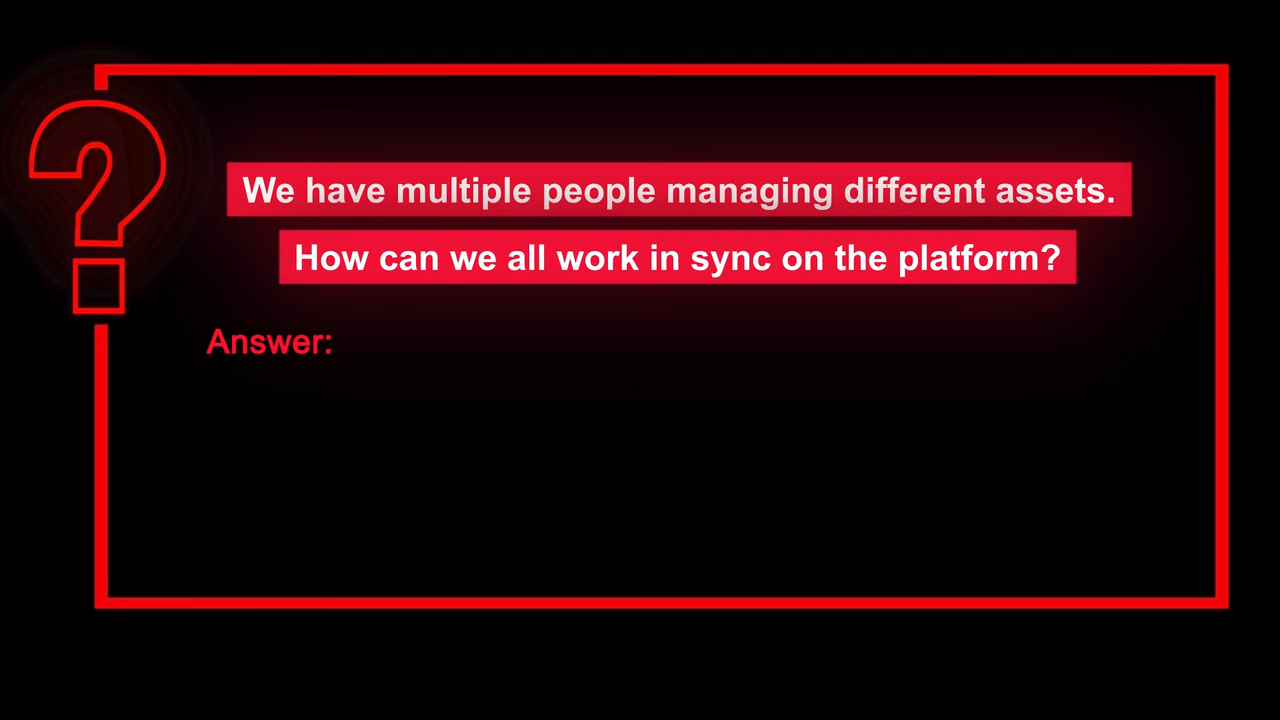 We have multiple people managing different assets.
How can we all work in sync on the platform?
Answer: